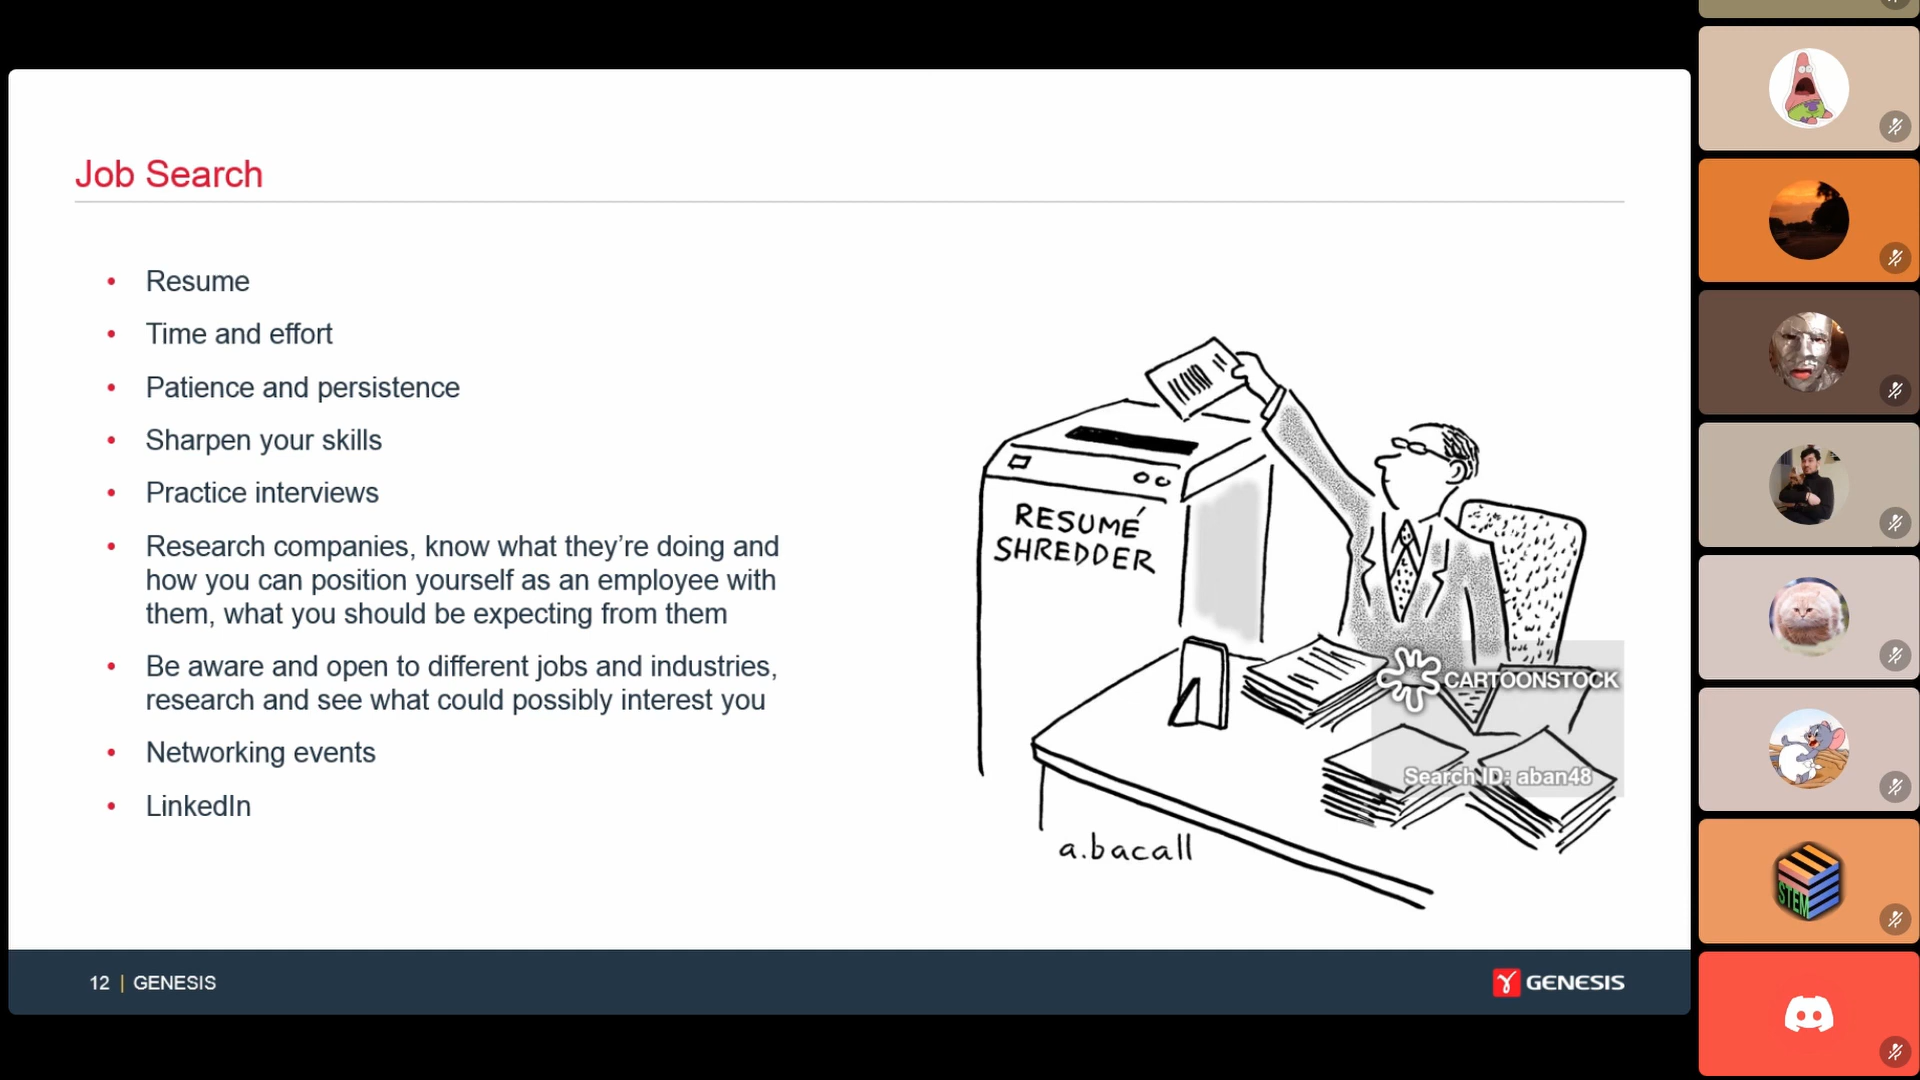 Job Search
• Resume
• Time and effort
• Patience and persistence
• Sharpen your skills
• Practice interviews
• Research companies, know what they’re doing and
how you can position yourself as an employee with
them, what you should be expecting from them
• Be aware and open to different jobs and industries,
research and see what could possibly interest you
• Networking events
• LinkedIn
RESUMÉ
SHREDDER
CARTOONSTOCK
Search ID: aban48
a.bacall
12 | GENESIS
GENESIS
STEM